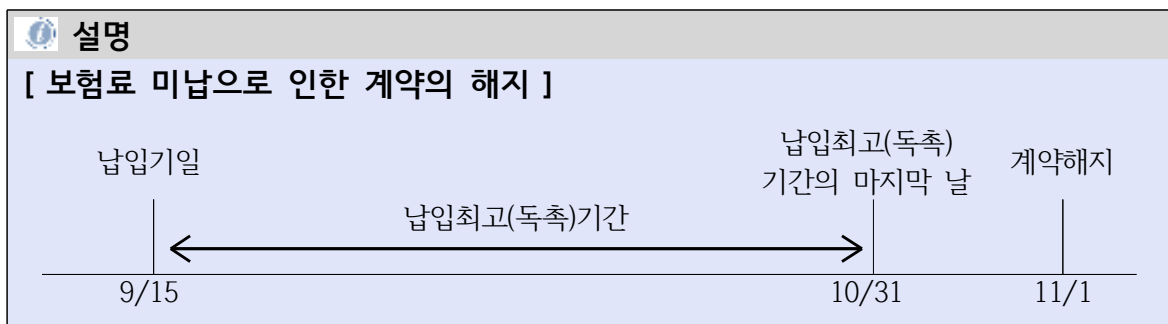 설명
[ 보험료 미납으로 인한 계약의 해지 ]
납입기일
납입최고(독촉)
기간의 마지막 날
계약해지
납입최고(독촉)기간
9/15
10/31
11/1